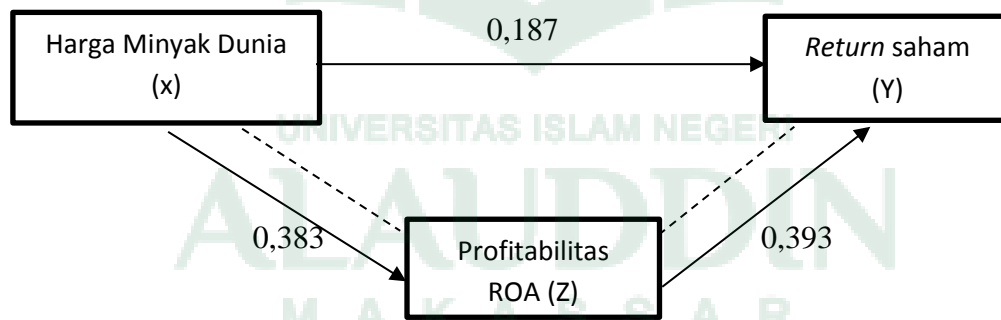 Harga Minyak Dunia
(x)
0,187
Return saham
(Y)
UNIVERSITAS ISLAM NEGERI
ALAUDDIN
0,383
Profitabilitas
ROA (Z)
0,393
M A K A S S A R